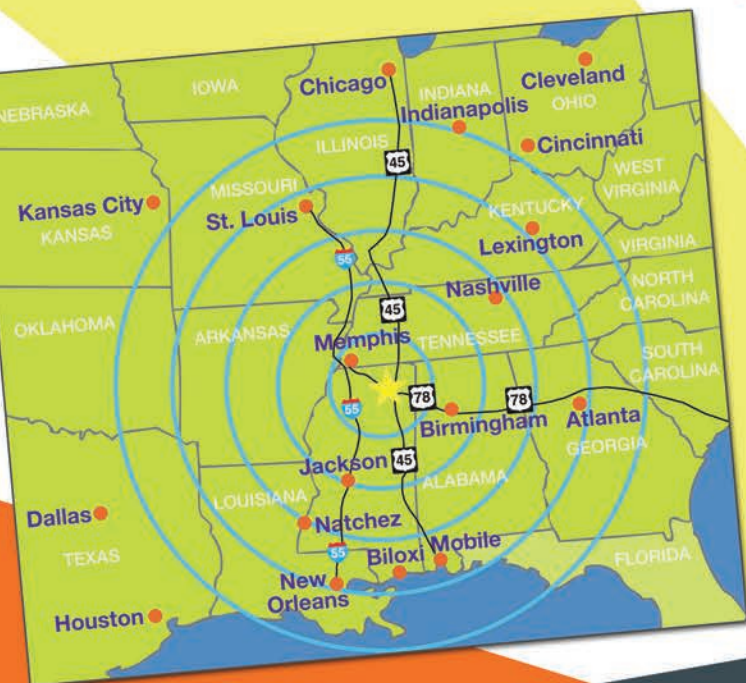 Chicago
Cleveland
IOWA
INDIANA
OHIO
NEBRASKA
Indianapolis
ILLINOIS
45
Cincinnati
WEST
VIRGINIA
MISSOURI
Kansas City
KANSAS
St. Louis
KENTUCKY
Lexington
VIRGINIA
55
Nashville
NORTH
CAROLINA
45
OKLAHOMA
ARKANSAS
Memphis
TENNESSEE
SOUTH
CAROLINA
78
78
55
Birmingham
Atlanta
GEORGIA
Jackson
45
ALABAMA
LOUISIANA
Dallas
Natchez
TEXAS
55
Biloxi
Mobile
FLORIDA
New
Orleans
Houston